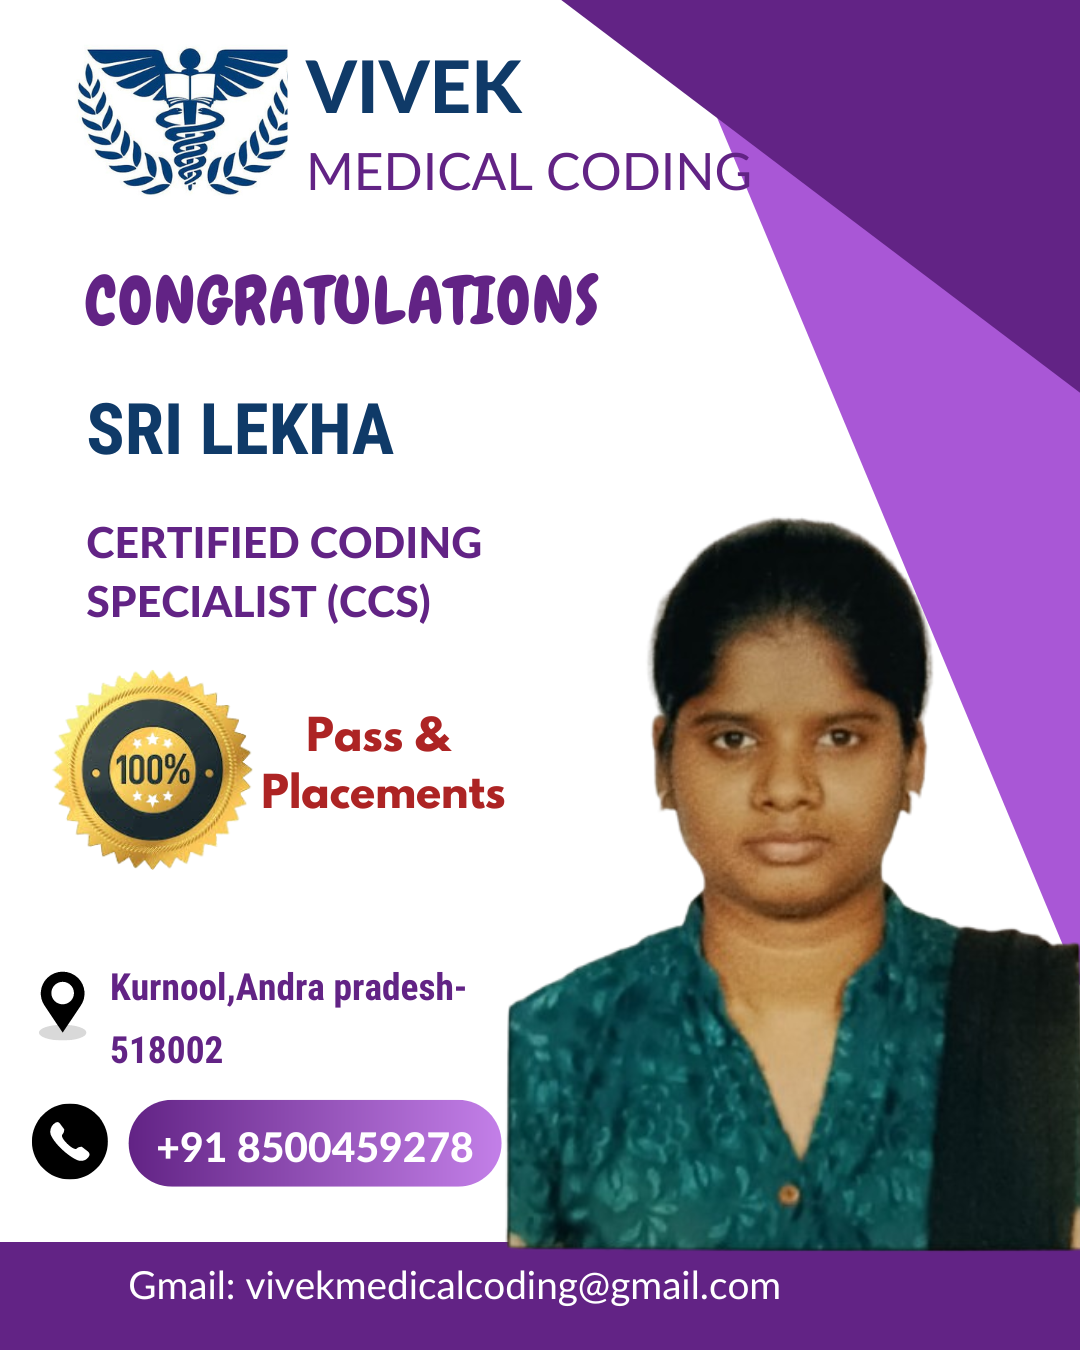 VIVEK
MEDICAL CODING
CONGRATULATIONS
SRI LEKHA
CERTIFIED CODING
SPECIALIST (CCS)
100%
Pass &
Placements
Kurnool,Andra pradesh-
518002
+91 8500459278
Gmail: vivekmedicalcoding@gmail.com